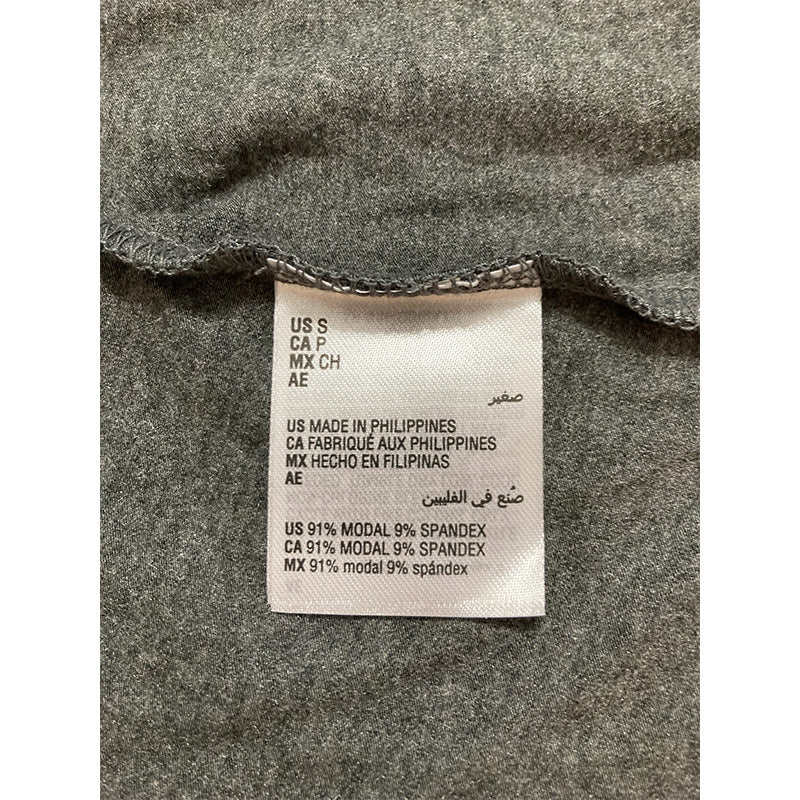 US S
CA P
MX CH
AE
صغير
US MADE IN PHILIPPINES
CA FABRIQUÉ AUX PHILIPPINES
MX HECHO EN FILIPINAS
AE
صُنع في الفليبين
US 91% MODAL 9% SPANDEX
CA 91% MODAL 9% SPANDEX
MX 91% modal 9% spándex